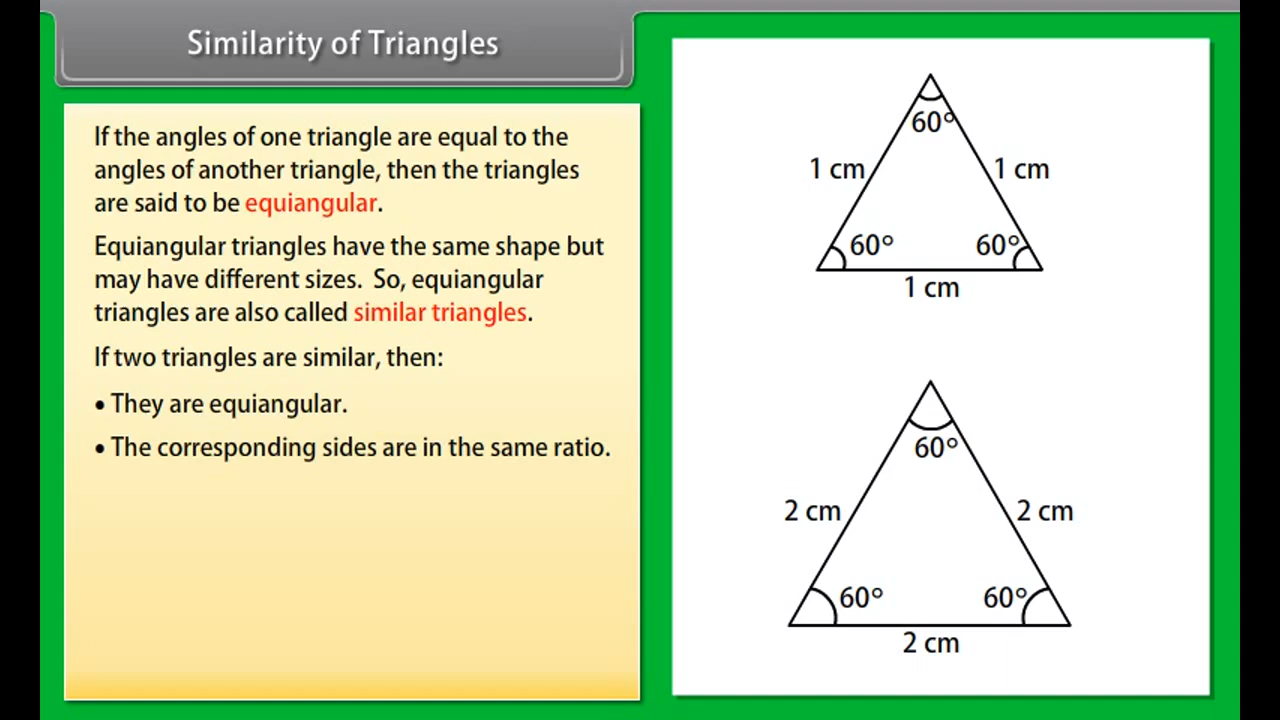 Similarity of Triangles
If the angles of one triangle are equal to the
angles of another triangle, then the triangles
are said to be equiangular.
Equiangular triangles have the same shape but
may have different sizes.  So, equiangular
triangles are also called similar triangles.
If two triangles are similar, then:
• They are equiangular.
• The corresponding sides are in the same ratio.
60°
1 cm 1 cm
60° 60°
1 cm
60°
2 cm 2 cm
60° 60°
2 cm